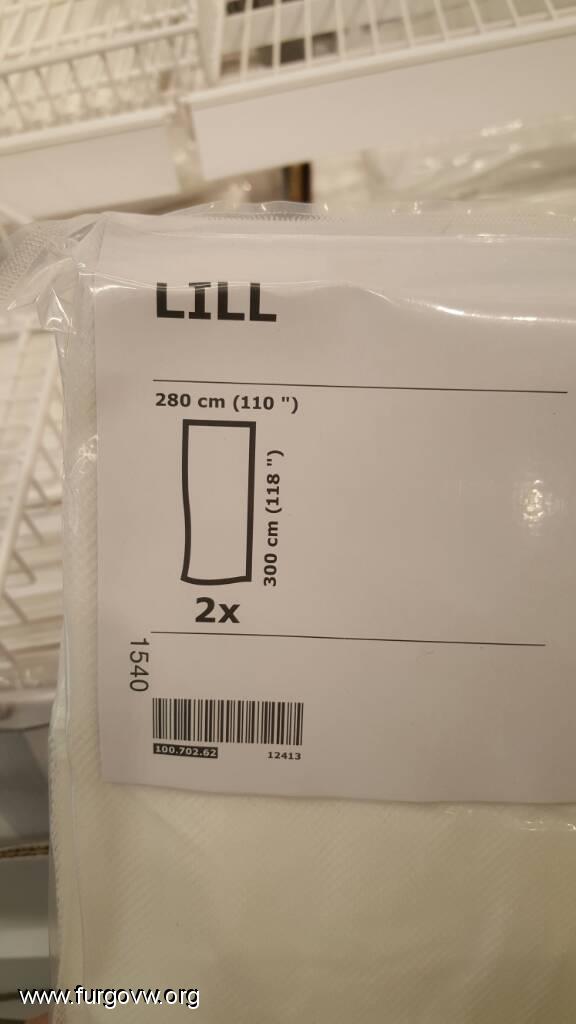 LILL
280 cm (110 ")
300 cm (118 ")
2x
1540
100.702.62
12413
www.furgovw.org